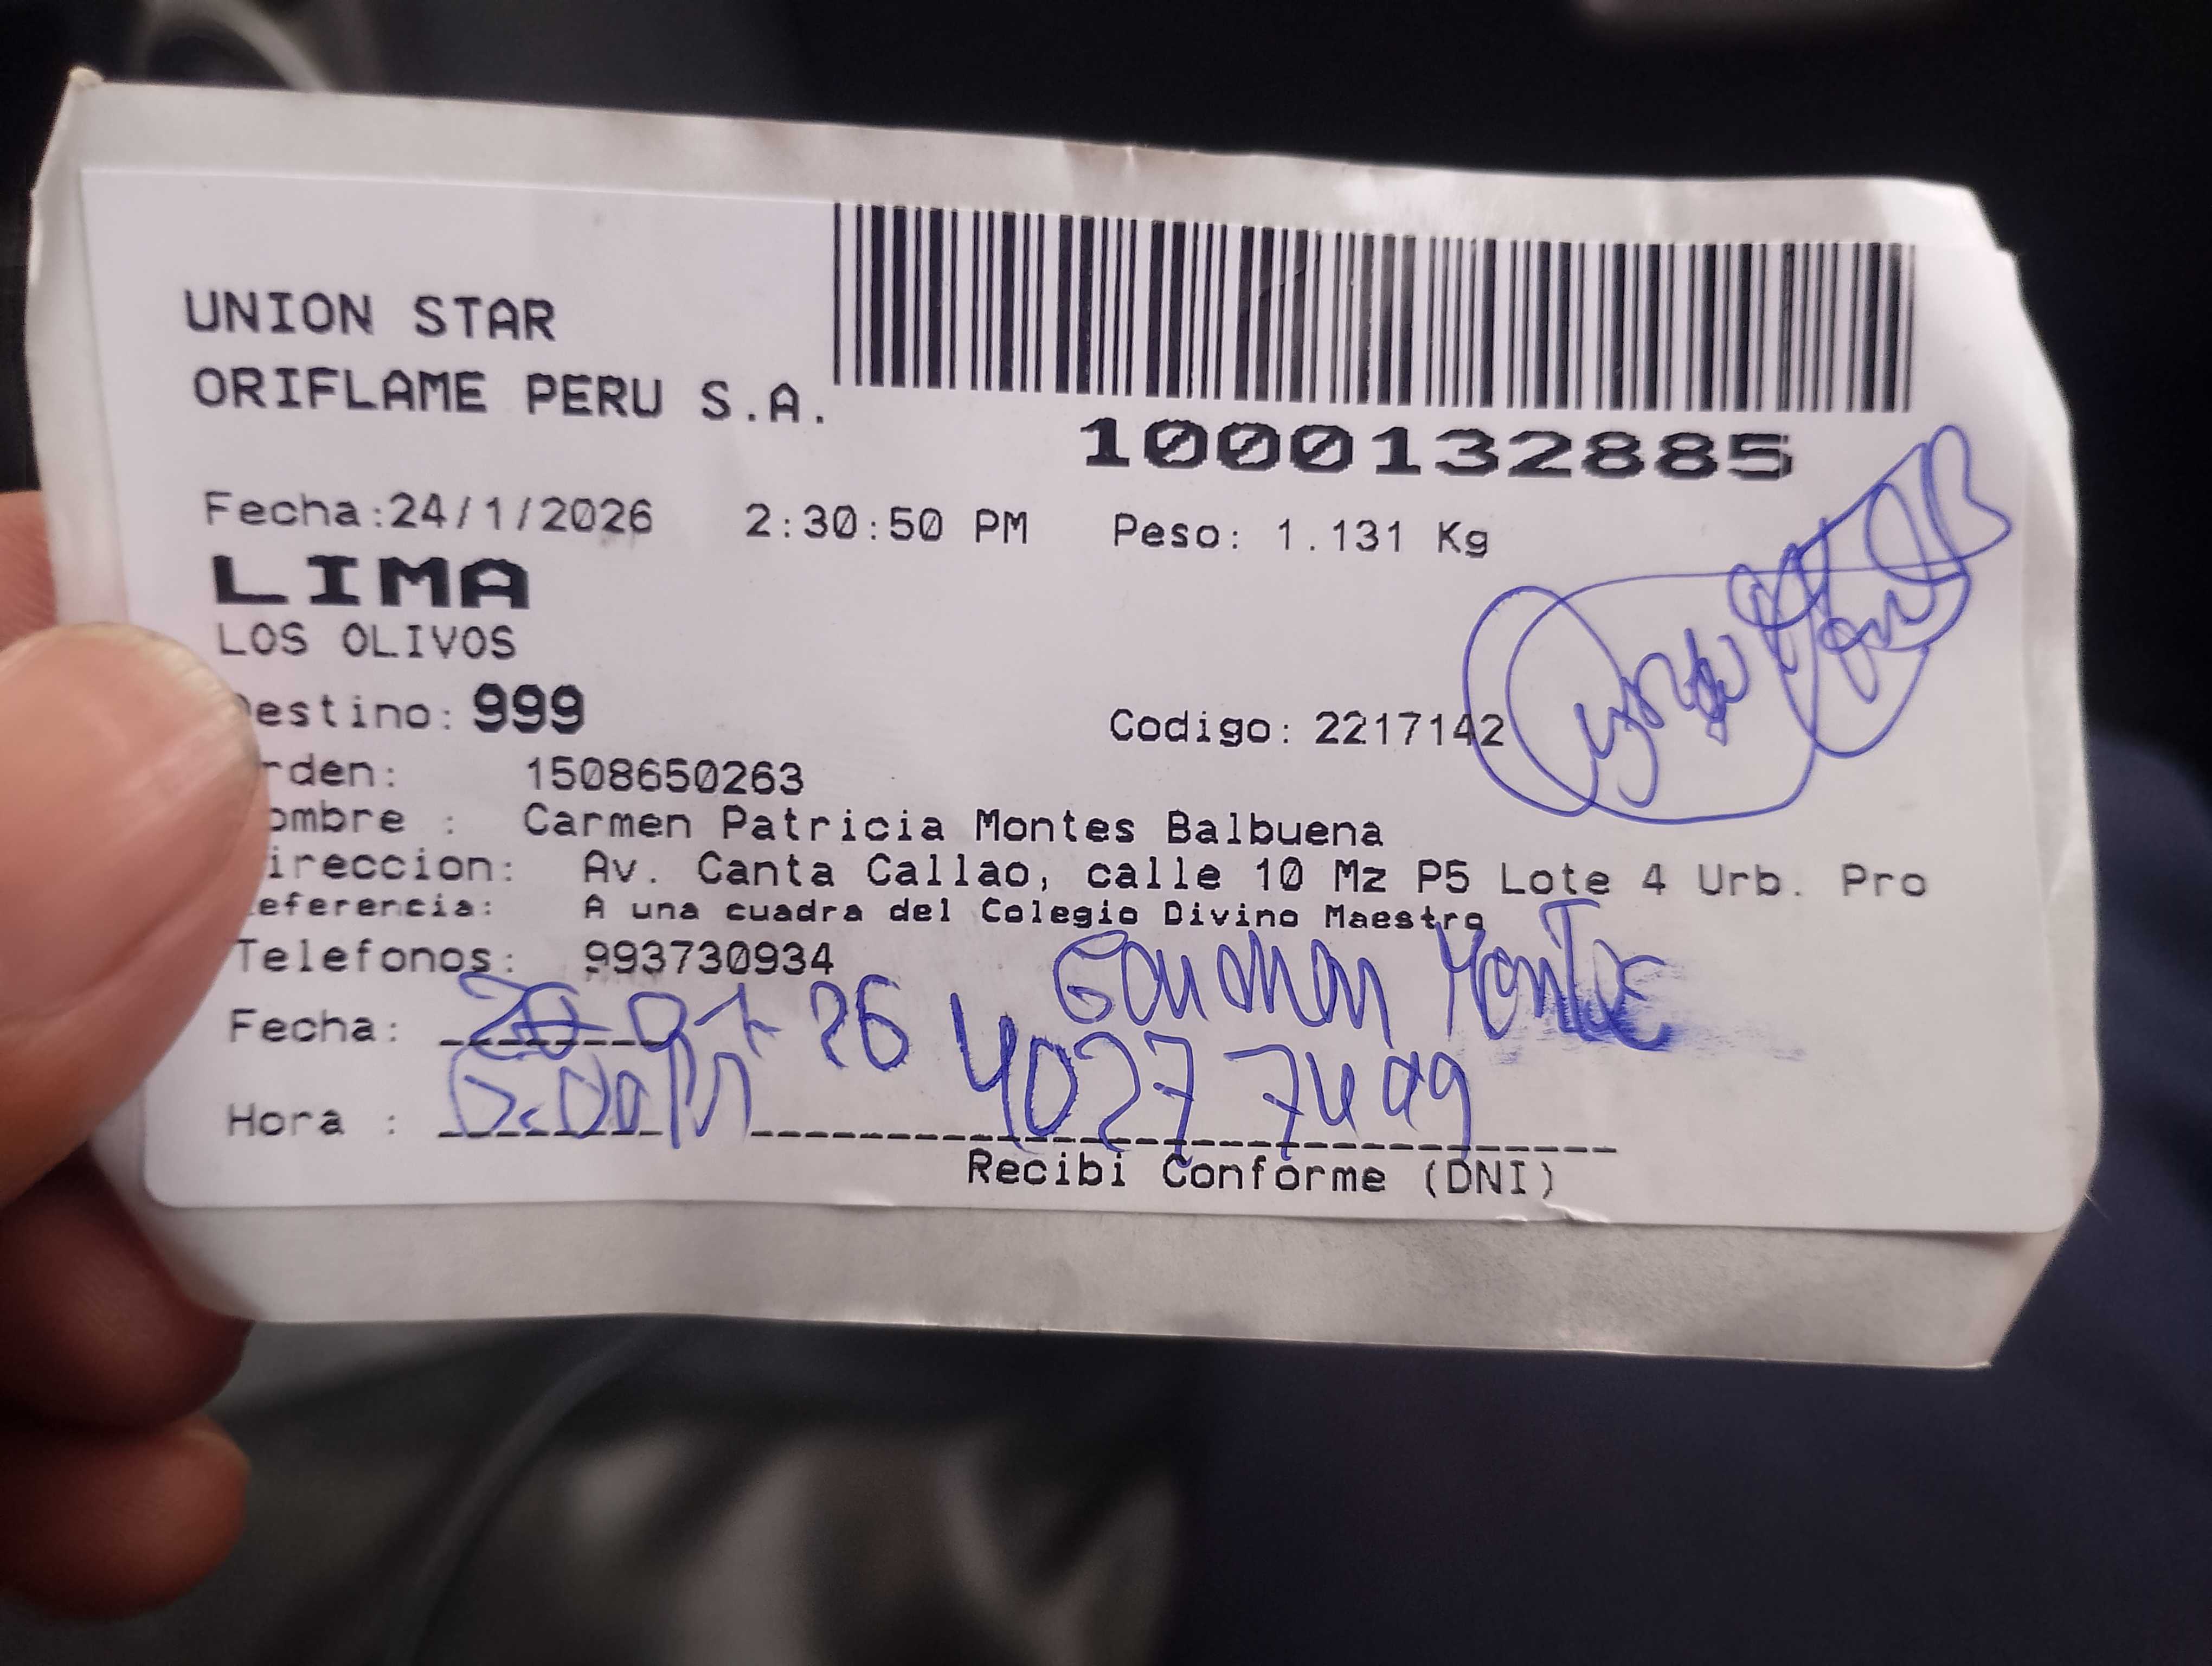 UNION STAR
ORIFLAME PERU S.A.
1000132885
Fecha:24/1/2026 2:30:50 PM Peso: 1.131 Kg
LIMA
LOS OLIVOS
estino: 999 Codigo: 2217142
rden: 1508650263
ombre : Carmen Patricia Montes Balbuena
ireccion: Av. Canta Callao, calle 10 Mz P5 Lote 4 Urb. Pro
eferencia: A una cuadra del Colegio Divino Maestro
Telefonos: 993730934
Fecha: 26
Hora : 4027
Recibi Conforme (DNI)